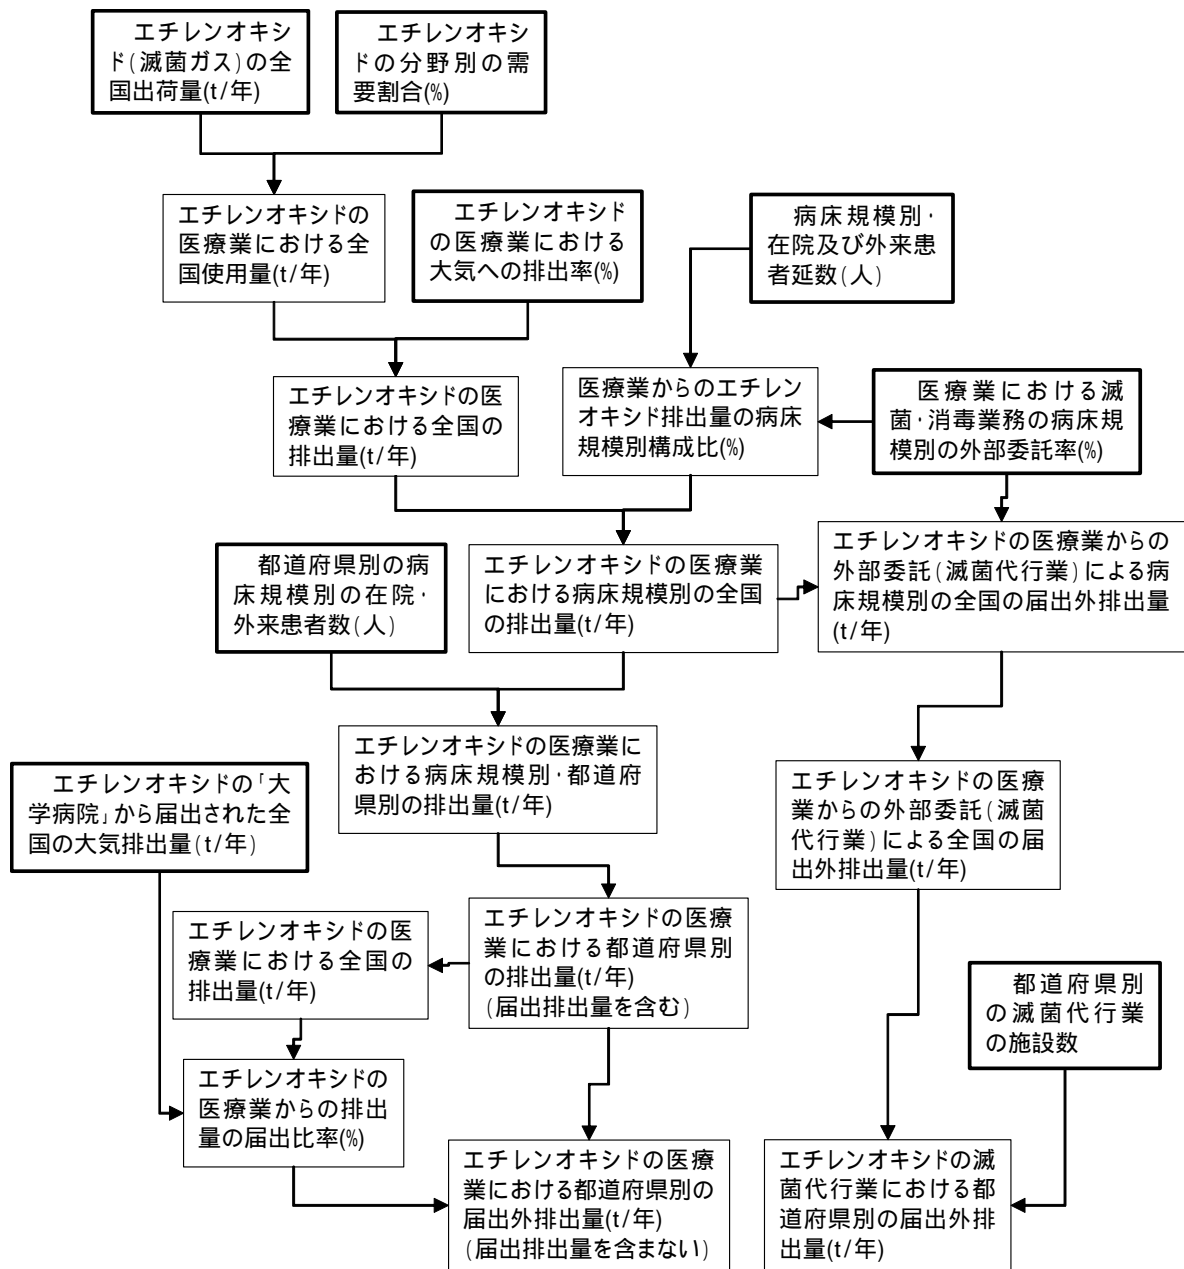 エチレンオキシ
ド(滅菌ガス)の全
国出荷量(t/年)
エチレンオキシ
ドの分野別の需
要割合(%)
エチレンオキシドの
医療業における全
国使用量(t/年)
エチレンオキシド
の医療業における
大気への排出率(%)
病床規模別・
在院及び外来患
者延数(人)
エチレンオキシドの医
療業における全国の
排出量(t/年)
医療業からのエチレン
オキシド排出量の病床
規模別構成比(%)
医療業における滅
菌・消毒業務の病床規
模別の外部委託率(%)
都道府県別の病
床規模別の在院・
外来患者数(人)
エチレンオキシドの医療業
における病床規模別の全国
の排出量(t/年)
エチレンオキシドの医療業からの
外部委託(滅菌代行業)による病
床規模別の全国の届出外排出量
(t/年)
エチレンオキシドの医療業に
おける病床規模別・都道府
県別の排出量(t/年)
エチレンオキシドの「大
学病院」から届出された全
国の大気排出量(t/年)
エチレンオキシドの医療
業からの外部委託(滅菌
代行業)による全国の届
出外排出量(t/年)
エチレンオキシドの医
療業における全国の
排出量(t/年)
エチレンオキシドの医療
業における都道府県別
の排出量(t/年)
(届出排出量を含む)
都道府県別
の滅菌代行業
の施設数
エチレンオキシドの
医療業からの排出
量の届出比率(%)
エチレンオキシドの医療
業における都道府県別の
届出外排出量(t/年)
(届出排出量を含まない)
エチレンオキシドの滅
菌代行業における都
道府県別の届出外排
出量(t/年)